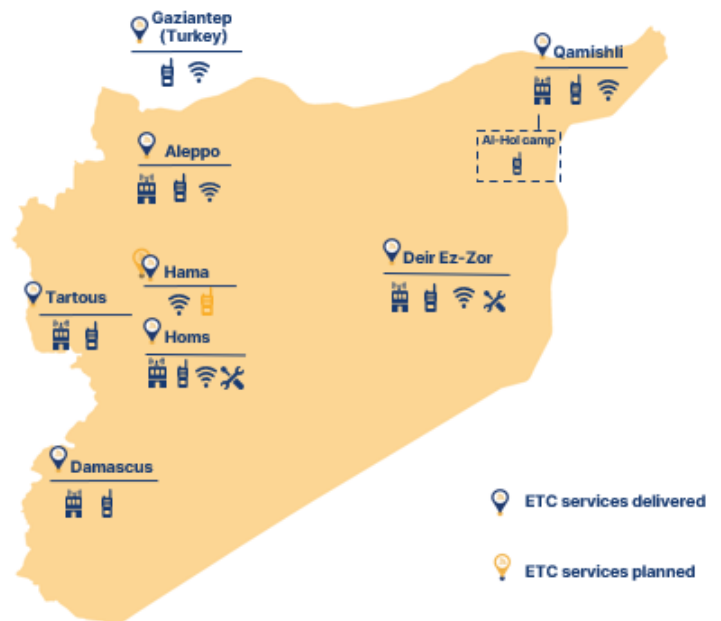 Gaziantep
(Turkey)
Qamishli
Al-Hol camp
Aleppo
Deir Ez-Zor
Hama
Tartous
Homs
Damascus
ETC services delivered
ETC services planned